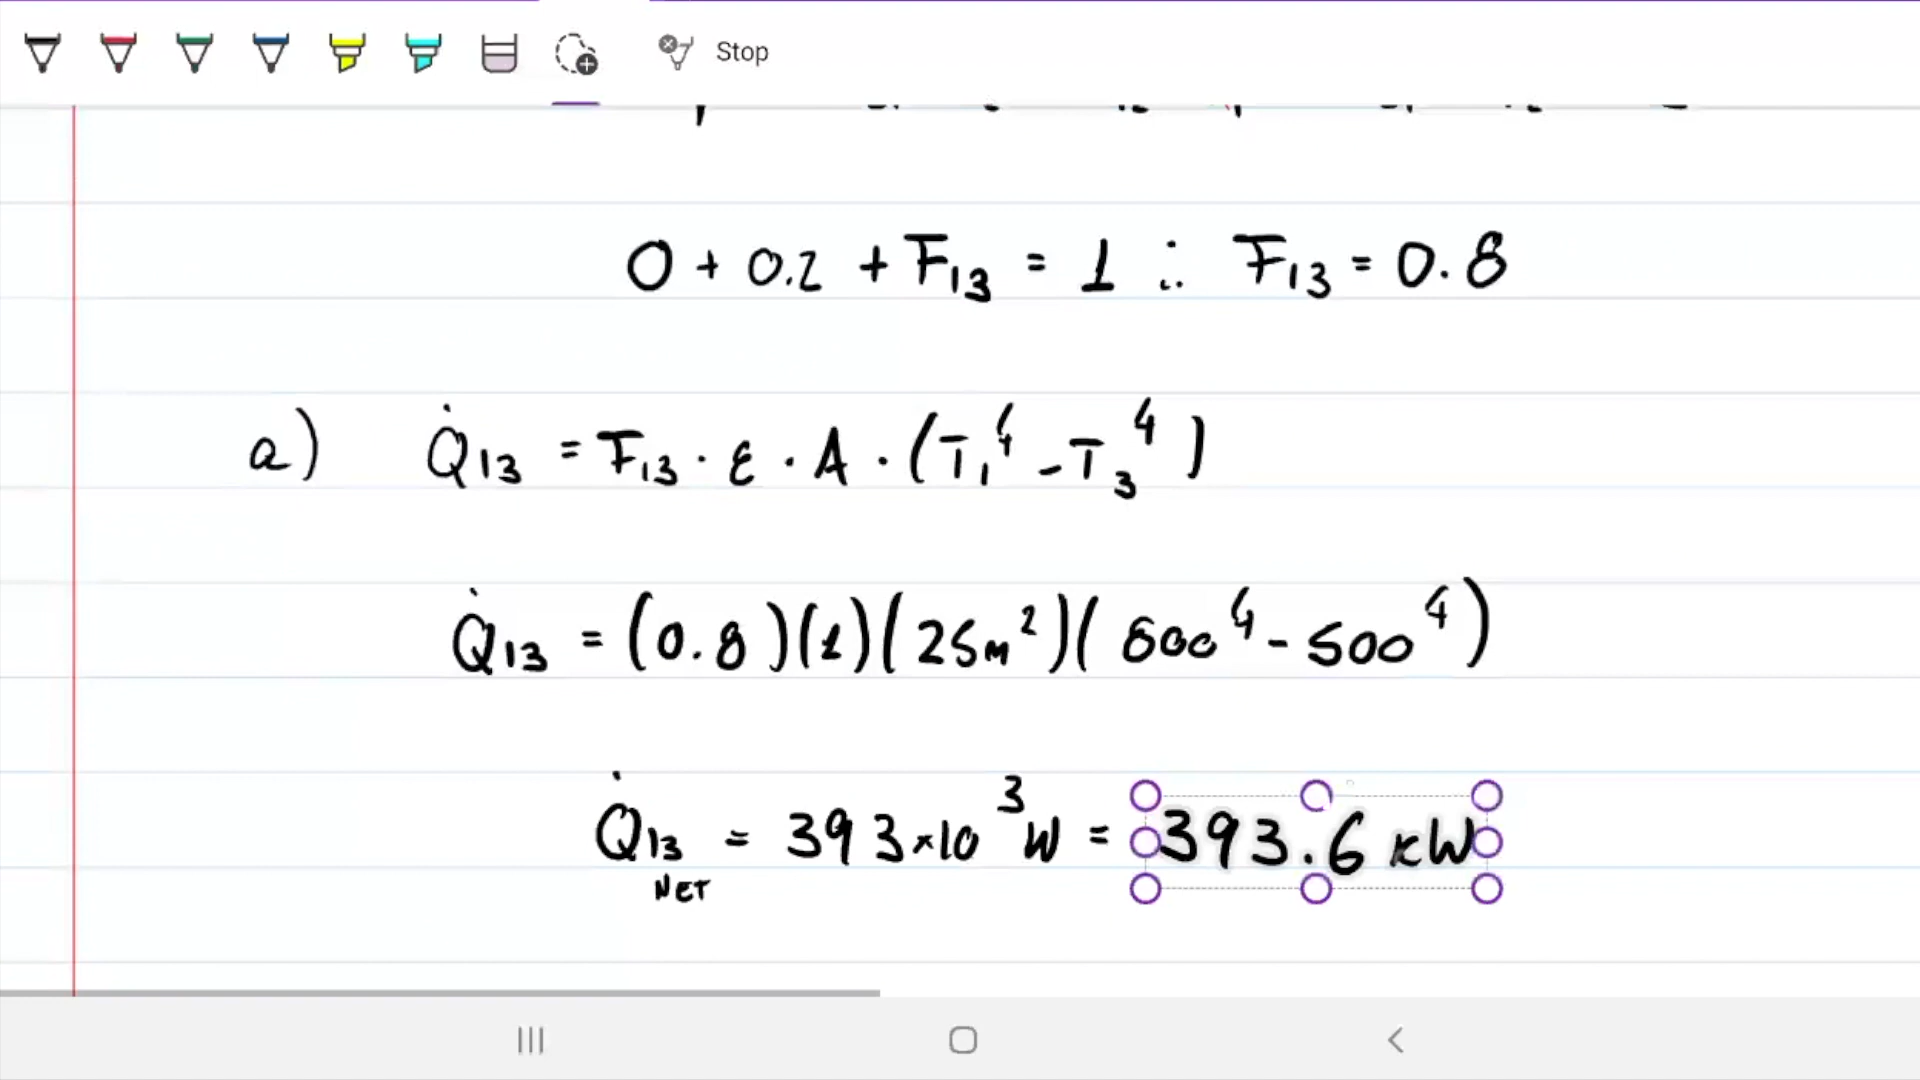 Stop
0 + 0.2 + F13 = 1 ∴ F13 = 0.8
a) Q̇13 = F13 · ε · A · (T1⁴ - T3⁴)
Q̇13 = (0.8)(1)(25m²)(800⁴ - 500⁴)
Q̇13 NET = 393×10³ W = 393.6 kW